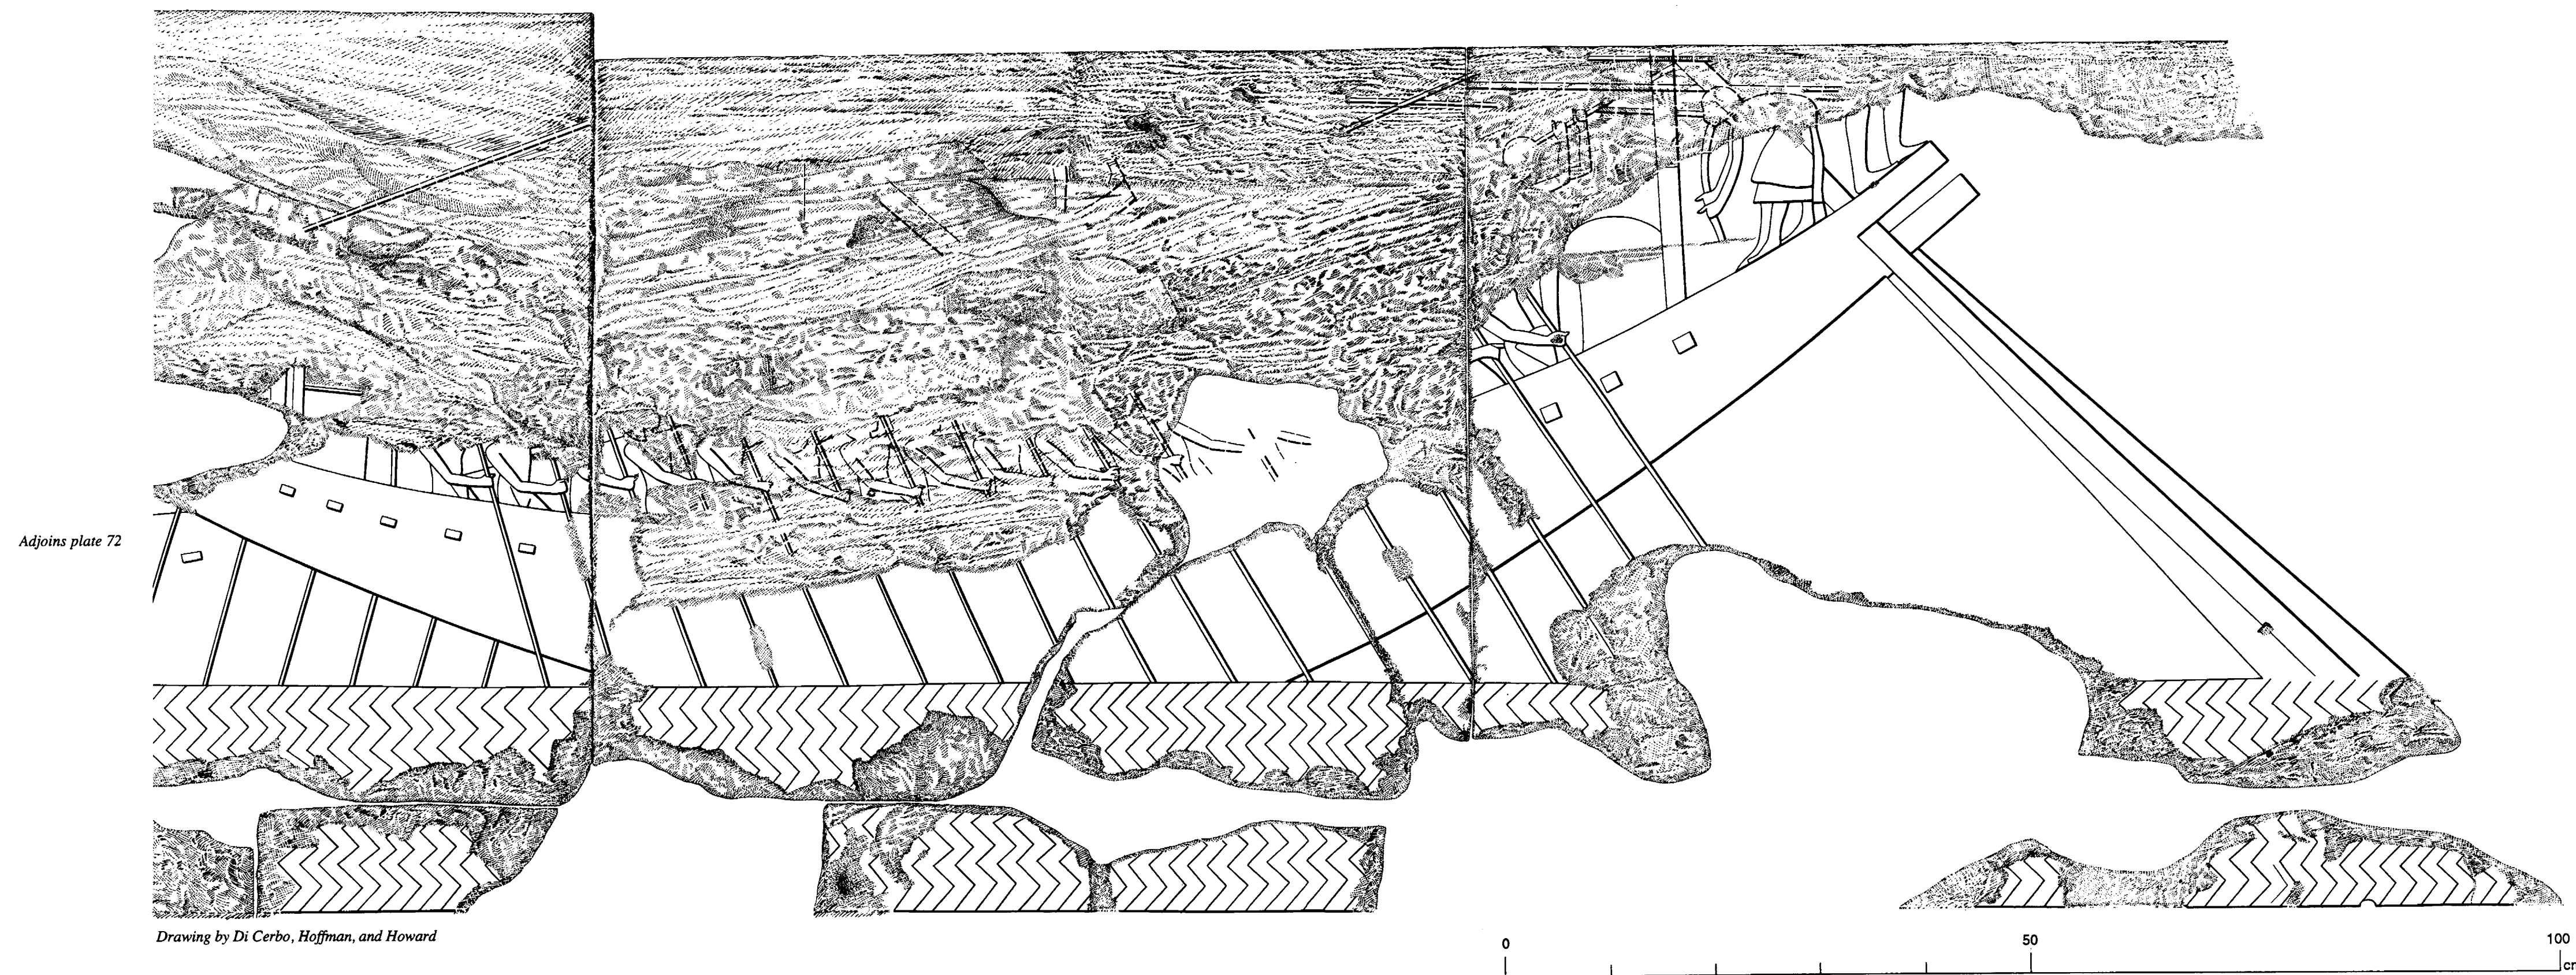 Adjoins plate 72
Drawing by Di Cerbo, Hoffman, and Howard
0 50 100
cm